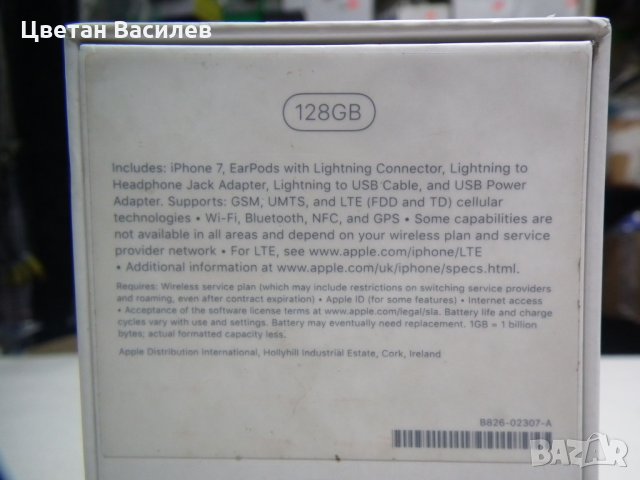 Цветан Василев
128GB
Includes: iPhone 7, EarPods with Lightning Connector, Lightning to
Headphone Jack Adapter, Lightning to USB Cable, and USB Power
Adapter. Supports: GSM, UMTS, and LTE (FDD and TD) cellular
technologies • Wi-Fi, Bluetooth, NFC, and GPS • Some capabilities are
not available in all areas and depend on your wireless plan and service
provider network • For LTE, see www.apple.com/iphone/LTE
• Additional information at www.apple.com/uk/iphone/specs.html.
Requires: Wireless service plan (which may include restrictions on
switching service providers
and roaming, even after contract expiration) • Apple ID (for some features) • Internet access
• Acceptance of the software license terms at www.apple.com/legal/sla. Battery life and charge
cycles vary with use and settings. Battery may eventually need replacement. 1GB = 1 billion
bytes; actual formatted capacity less.
Apple Distribution International, Hollyhill Industrial Estate, Cork, Ireland
B826-02307-A
BAZAR